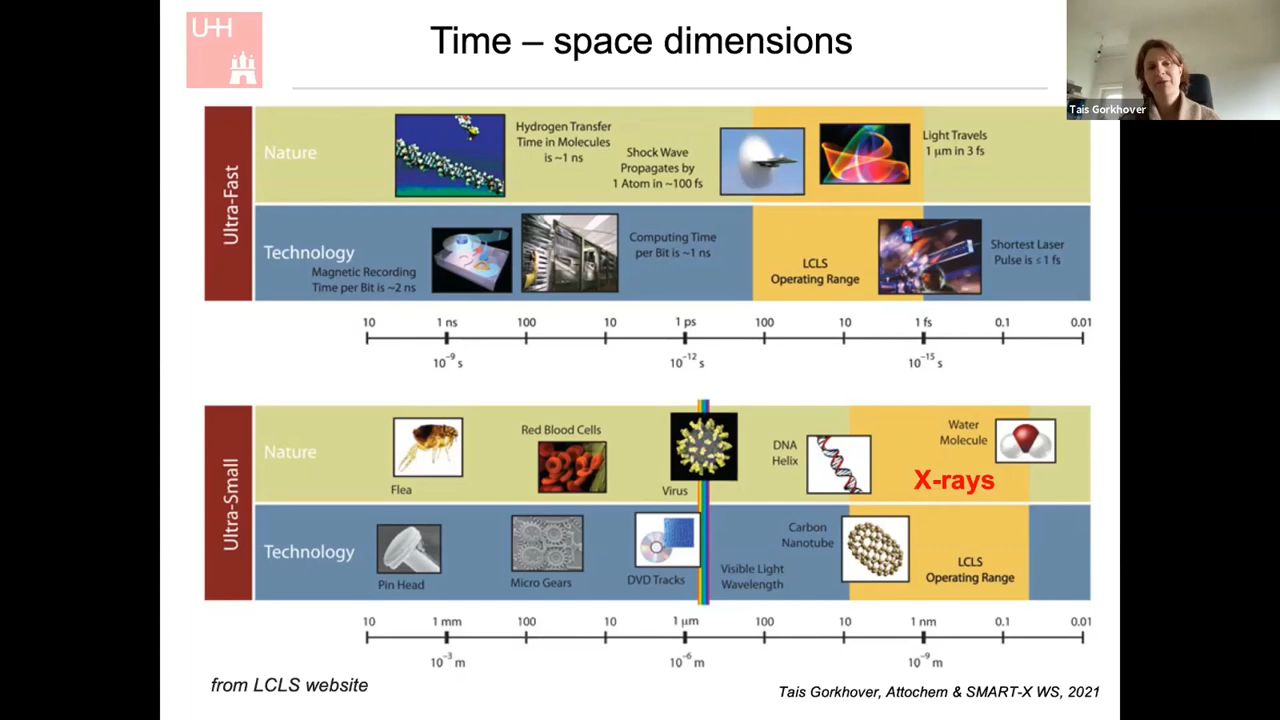 UHH
Time – space dimensions
Tais Gorkhover
Ultra-Fast
Nature
Hydrogen Transfer
Time in Molecules
is ~1 ns
Shock Wave
Propagates by
1 Atom in ~100 fs
Light Travels
1 µm in 3 fs
Technology
Magnetic Recording
Time per Bit is ~2 ns
Computing Time
per Bit is ~1 ns
LCLS
Operating Range
Shortest Laser
Pulse is ≤ 1 fs
10 1 ns 100 10 1 ps 100 10 1 fs 0.1 0.01
10⁻⁹ s 10⁻¹² s 10⁻¹⁵ s
Ultra-Small
Nature
Flea
Red Blood Cells
Virus
DNA
Helix
X-rays
Water
Molecule
Technology
Pin Head
Micro Gears
DVD Tracks
Visible Light
Wavelength
Carbon
Nanotube
LCLS
Operating Range
10 1 mm 100 10 1 µm 100 10 1 nm 0.1 0.01
10⁻³ m 10⁻⁶ m 10⁻⁹ m
from LCLS website
Tais Gorkhover, Attochem & SMART-X WS, 2021